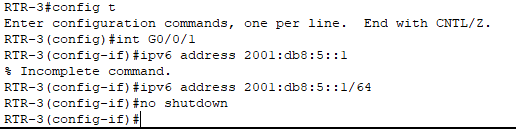 RTR-3#config t
Enter configuration commands, one per line.  End with CNTL/Z.
RTR-3(config)#int G0/0/1
RTR-3(config-if)#ipv6 address 2001:db8:5::1
% Incomplete command.
RTR-3(config-if)#ipv6 address 2001:db8:5::1/64
RTR-3(config-if)#no shutdown
RTR-3(config-if)#